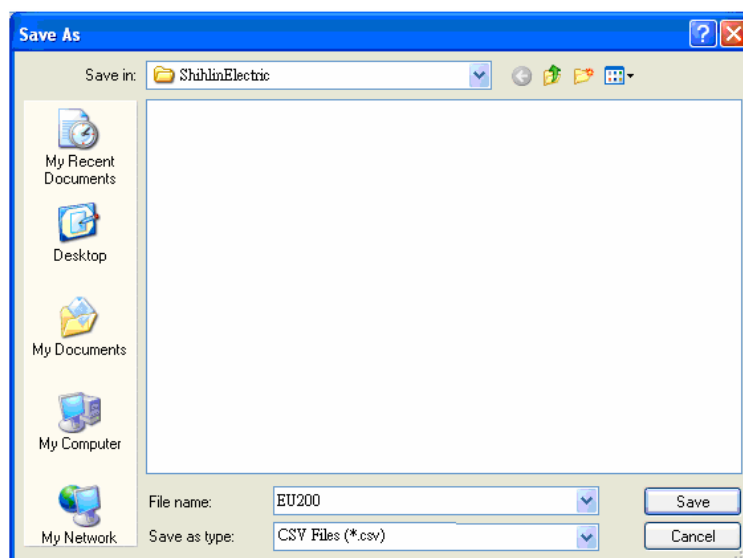 Save As
Save in: ShihlinElectric
My Recent
Documents
Desktop
My Documents
My Computer
My Network
File name: EU200
Save
Save as type: CSV Files (*.csv)
Cancel